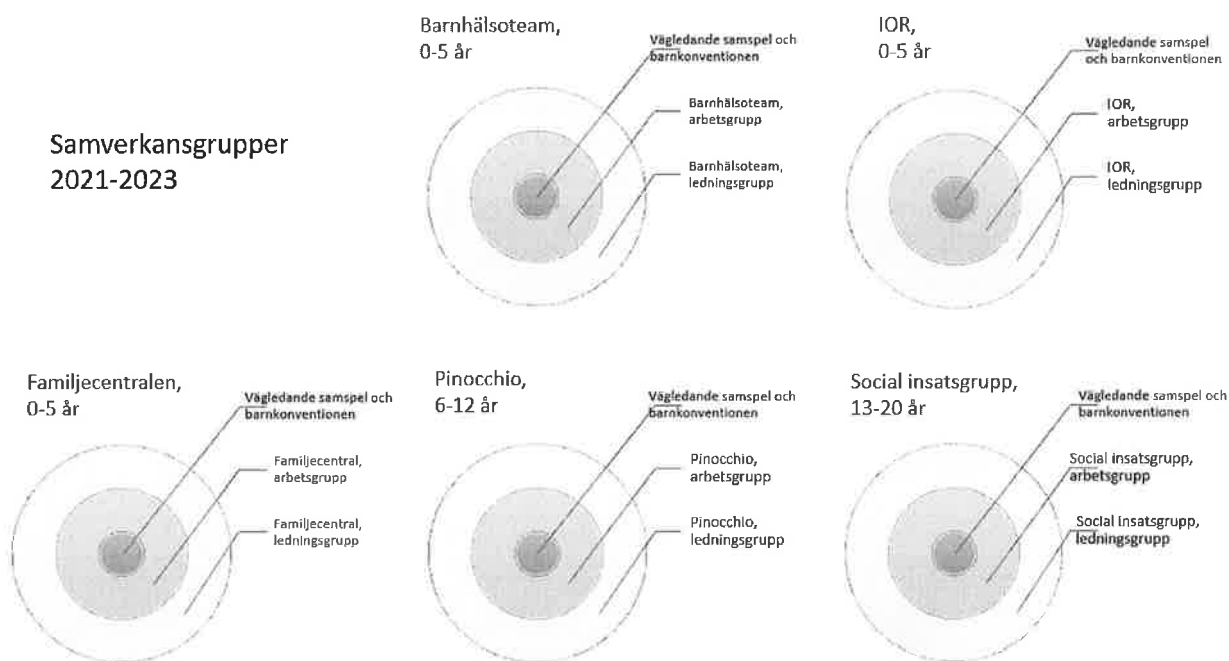 Samverkansgrupper
2021-2023
Barnhälsoteam,
0-5 år
Vägledande samspel och
barnkonventionen
Barnhälsoteam,
arbetsgrupp
Barnhälsoteam,
ledningsgrupp
IOR,
0-5 år
Vägledande samspel
och barnkonventionen
IOR,
arbetsgrupp
IOR,
ledningsgrupp
Familjecentralen,
0-5 år
Vägledande samspel och
barnkonventionen
Familjecentral,
arbetsgrupp
Familjecentral,
ledningsgrupp
Pinocchio,
6-12 år
Vägledande samspel och
barnkonventionen
Pinocchio,
arbetsgrupp
Pinocchio,
ledningsgrupp
Social insatsgrupp,
13-20 år
Vägledande samspel och
barnkonventionen
Social insatsgrupp,
arbetsgrupp
Social insatsgrupp,
ledningsgrupp